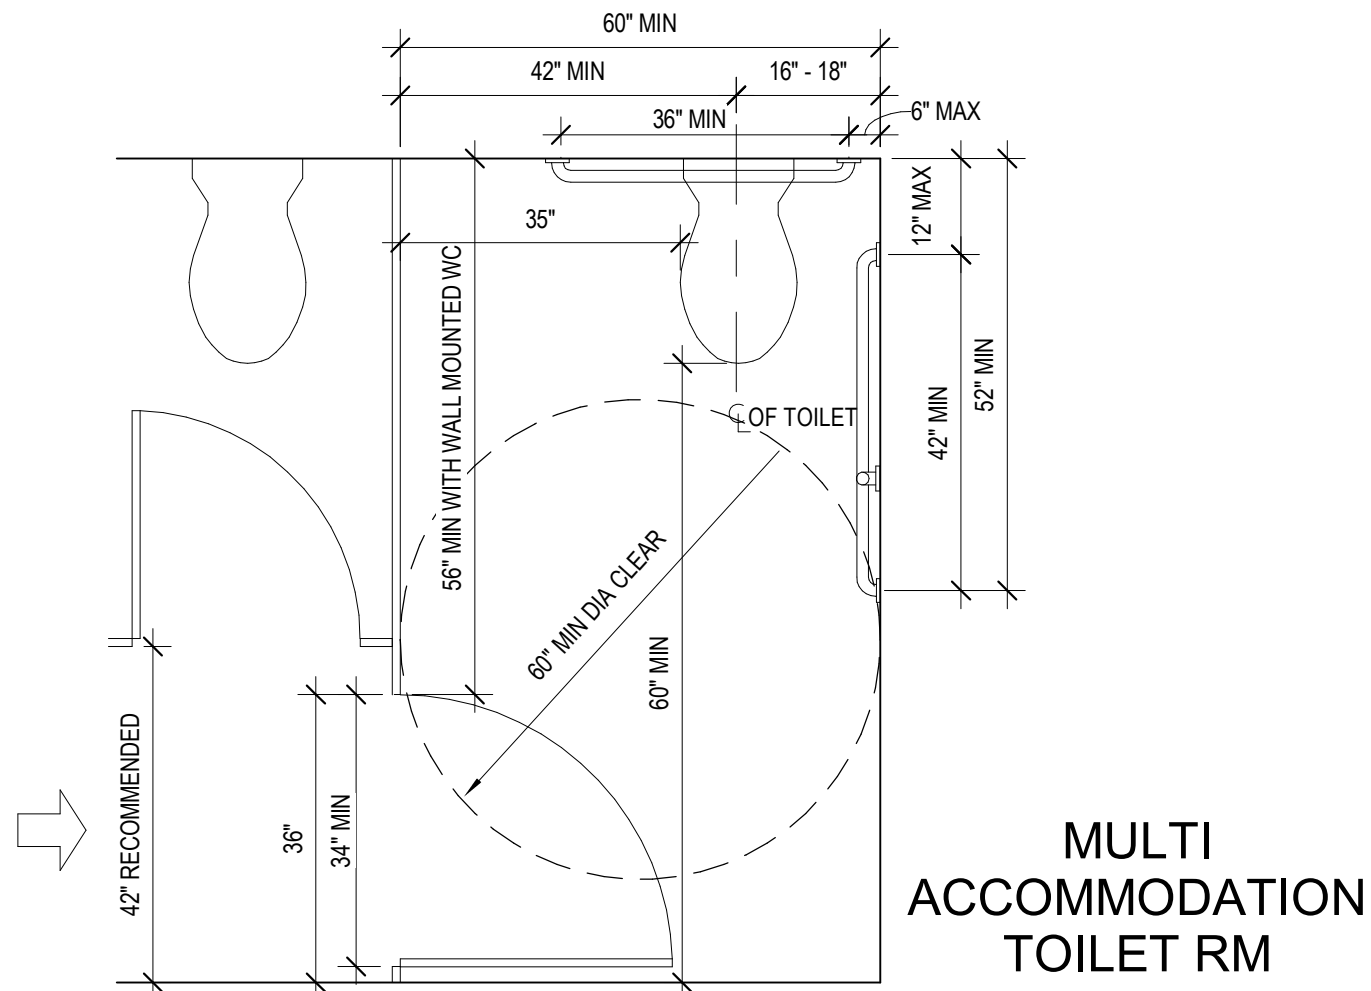 60" MIN
42" MIN
16" - 18"
36" MIN
6" MAX
12" MAX
35"
56" MIN WITH WALL MOUNTED WC
52" MIN
42" MIN
℄ OF TOILET
60" MIN DIA CLEAR
60" MIN
42" RECOMMENDED
36"
34" MIN
MULTI
ACCOMMODATION
TOILET RM